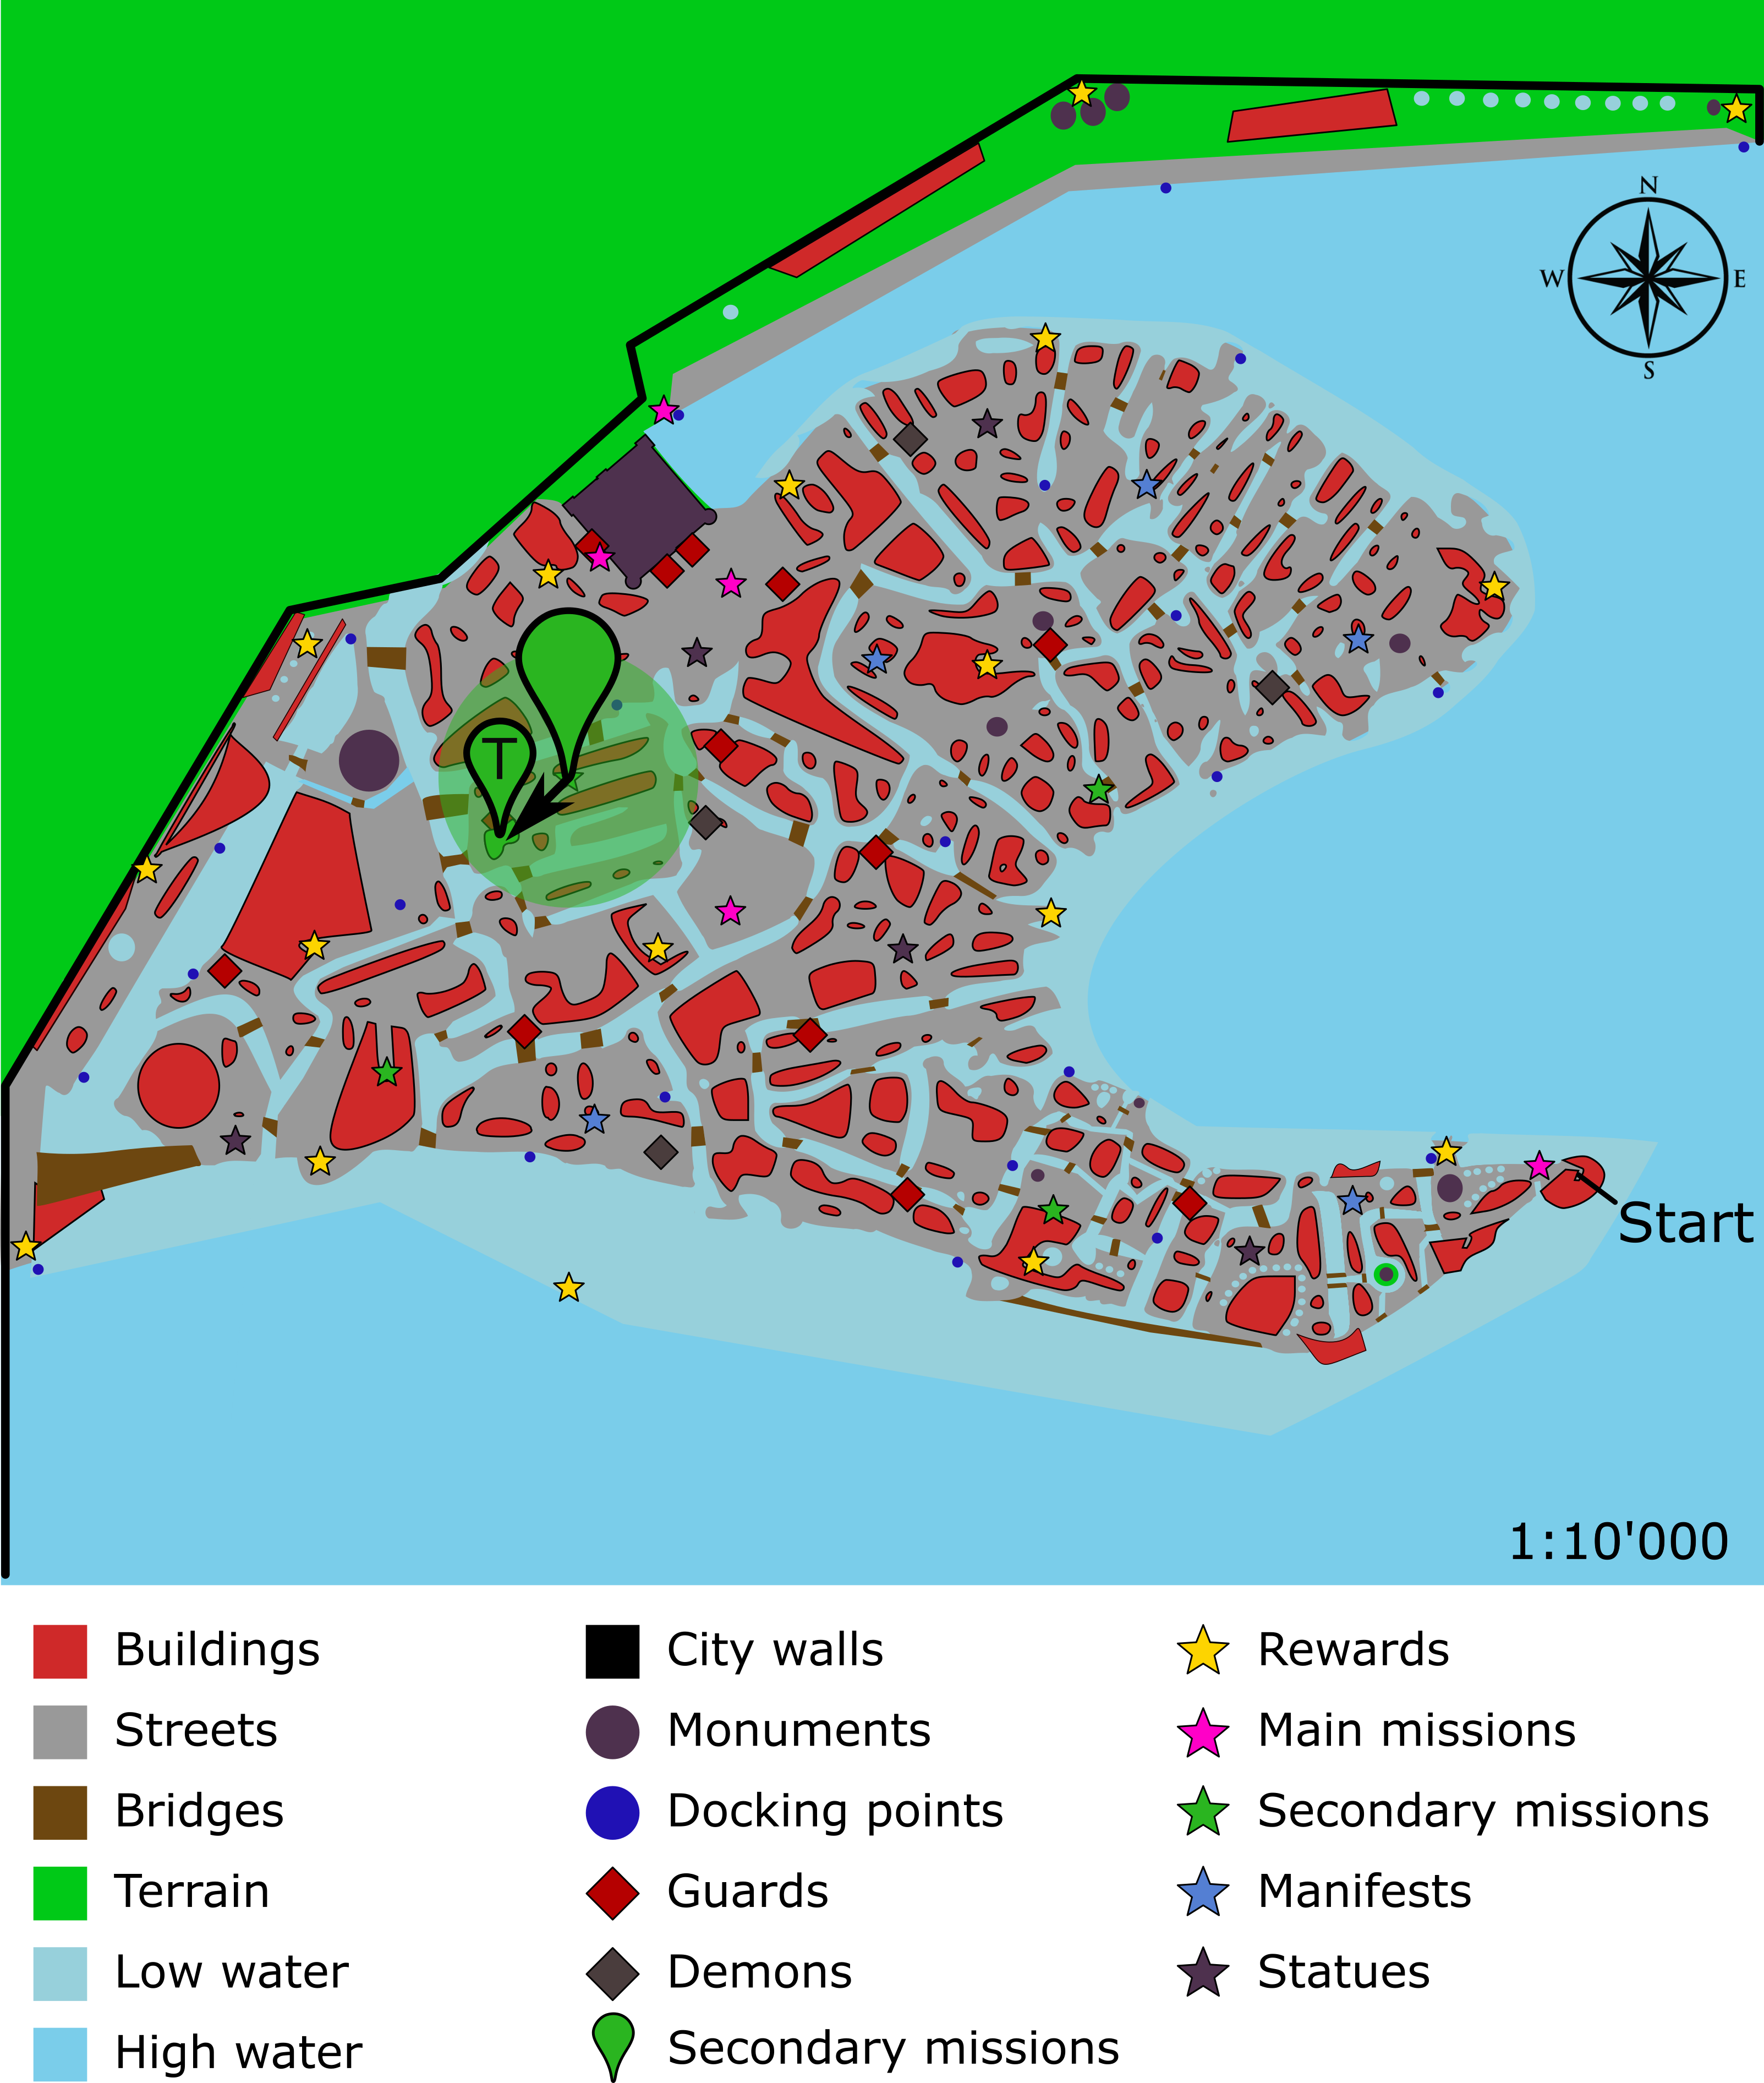 N
W E
S
T
Start
1:10'000
Buildings
City walls
Rewards
Streets
Monuments
Main missions
Bridges
Docking points
Secondary missions
Terrain
Guards
Manifests
Low water
Demons
Statues
High water
Secondary missions